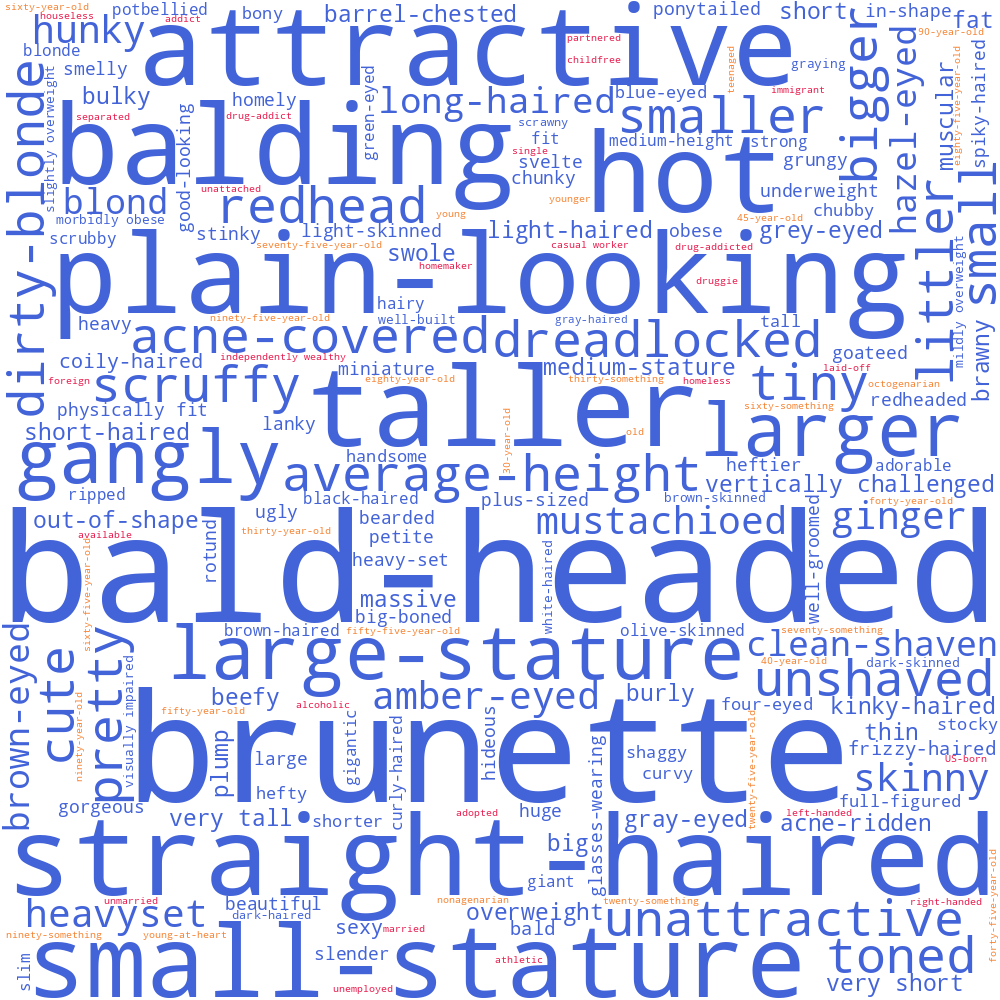 sixty-year-old
potbellied
bony
barrel-chested
ponytailed
short
in-shape
fat
houseless
addict
hunky
attractive
partnered
childfree
teenaged
graying
bigger
90-year-old
hazel-eyed
muscular
eighty-five-year-old
spiky-haired
blonde
smelly
slightly overweight
bulky
homely
green-eyed
long-haired
blue-eyed
immigrant
smaller
separated
drug-addict
good-looking
balding
scrawny
fit
single
svelte
chunky
medium-height
strong
grungy
hot
dirty-blonde
blond
unattached
redhead
young
younger
underweight
chubby
45-year-old
small
littler
morbidly obese
scrubby
stinky
light-skinned
seventy-five-year-old
swole
homemaker
light-haired
casual worker
obese
drug-addicted
druggie
grey-eyed
mildly overweight
brawny
plain-looking
ninety-five-year-old
hairy
well-built
gray-haired
tall
heavy
acne-covered
dreadlocked
goateed
coily-haired
independently wealthy
miniature
medium-stature
laid-off
foreign
scruffy
eighty-year-old
thirty-something
homeless
tiny
octogenarian
redheaded
physically fit
taller
30-year-old
old
sixty-something
larger
short-haired
lanky
gangly
handsome
average-height
heftier
adorable
vertically challenged
ripped
black-haired
plus-sized
brown-skinned
forty-year-old
out-of-shape
ugly
bearded
mustachioed
well-groomed
ginger
available
thirty-year-old
petite
rotund
heavy-set
white-haired
bald-headed
sixty-five-year-old
massive
big-boned
brown-eyed
cute
pretty
brown-haired
fifty-five-year-old
olive-skinned
seventy-something
clean-shaven
large-stature
40-year-old
dark-skinned
visually impaired
unshaved
beefy
amber-eyed
burly
four-eyed
kinky-haired
alcoholic
fifty-year-old
ninety-year-old
stocky
thin
brunette
plump
large
gigantic
curly-haired
hideous
glasses-wearing
shaggy
curvy
twenty-five-year-old
frizzy-haired
US-born
skinny
hefty
gorgeous
very tall
shorter
adopted
huge
gray-eyed
left-handed
full-figured
acne-ridden
straight-haired
big
giant
forty-five-year-old
unmarried
beautiful
nonagenarian
twenty-something
right-handed
heavyset
dark-haired
overweight
unattractive
sexy
married
bald
ninety-something
young-at-heart
small-stature
slender
athletic
toned
slim
unemployed
very short